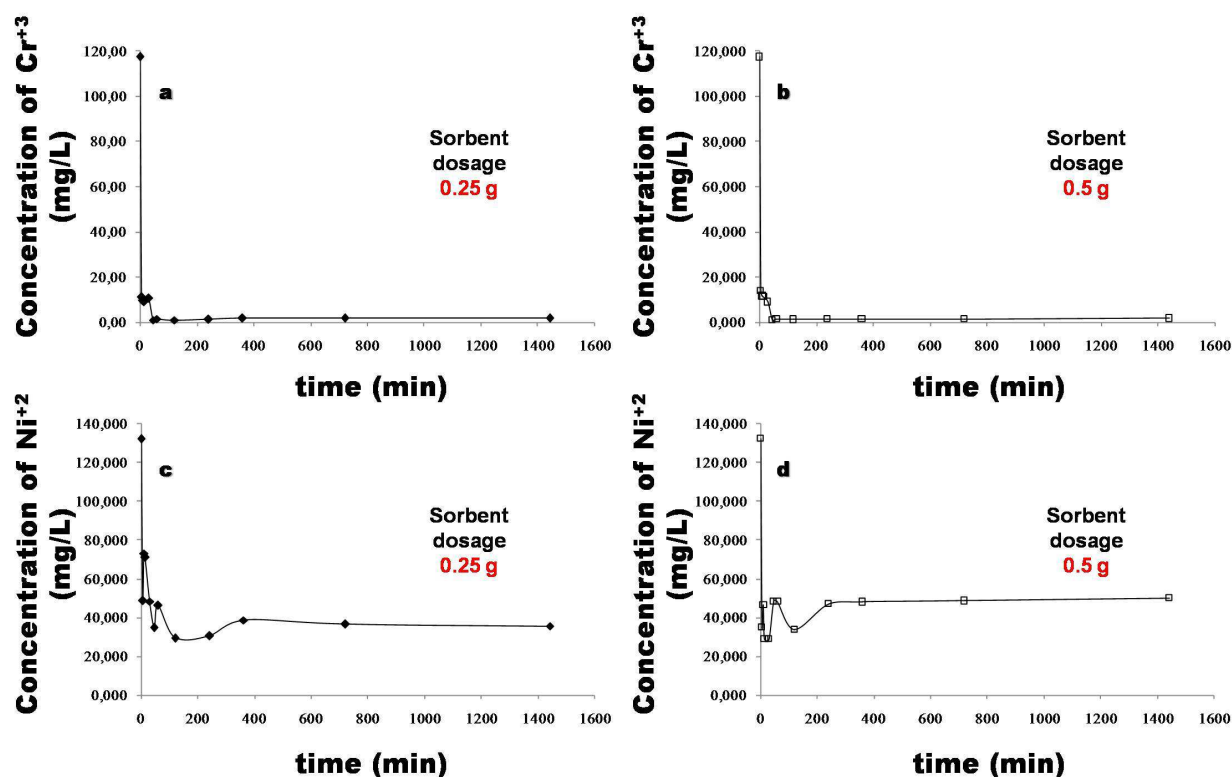 Concentration of Cr+3
(mg/L)
120,00
100,00
80,00
60,00
40,00
20,00
0,00
a
Sorbent
dosage
0.25 g
0 200 400 600 800 1000 1200 1400 1600
time (min)
Concentration of Cr+3
(mg/L)
120,000
100,000
80,000
60,000
40,000
20,000
0,000
b
Sorbent
dosage
0.5 g
0 200 400 600 800 1000 1200 1400 1600
time (min)
Concentration of Ni+2
(mg/L)
140,000
120,000
100,000
80,000
60,000
40,000
20,000
0,000
c
Sorbent
dosage
0.25 g
0 200 400 600 800 1000 1200 1400 1600
time (min)
Concentration of Ni+2
(mg/L)
140,000
120,000
100,000
80,000
60,000
40,000
20,000
0,000
d
Sorbent
dosage
0.5 g
0 200 400 600 800 1000 1200 1400 1600
time (min)